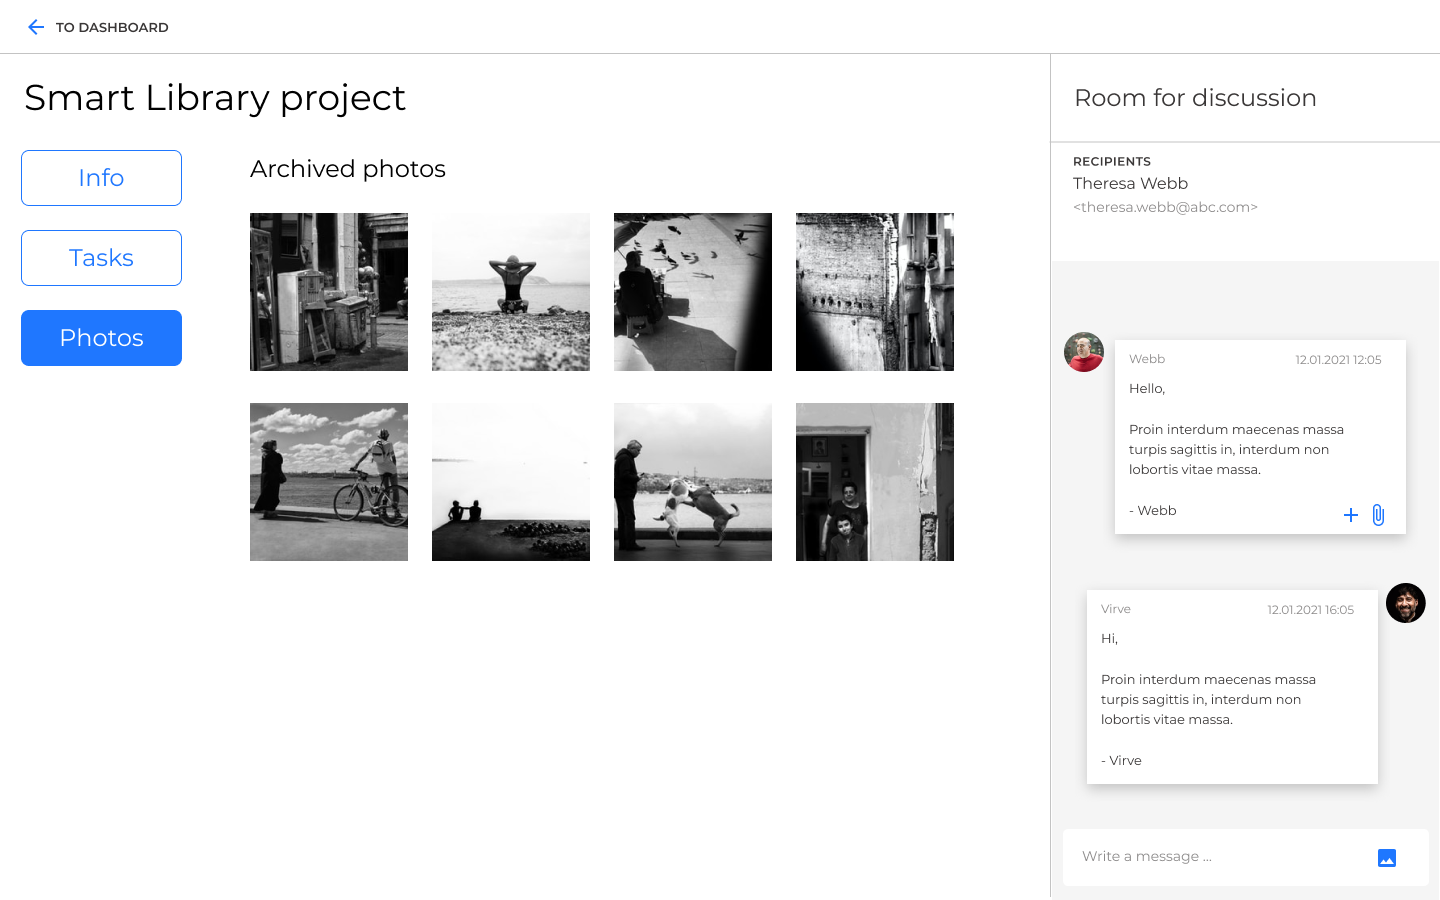 TO DASHBOARD
Smart Library project
Info
Tasks
Photos
Archived photos
Room for discussion
RECIPIENTS
Theresa Webb
<theresa.webb@abc.com>
Webb 12.01.2021 12:05
Hello,
Proin interdum maecenas massa
turpis sagittis in, interdum non
lobortis vitae massa.
- Webb
Virve 12.01.2021 16:05
Hi,
Proin interdum maecenas massa
turpis sagittis in, interdum non
lobortis vitae massa.
- Virve
Write a message ...